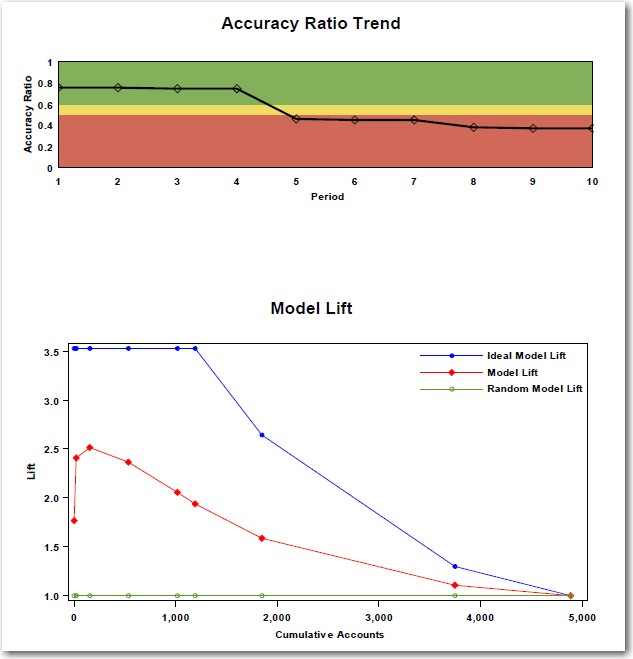 Accuracy Ratio Trend
Accuracy Ratio
1
0.8
0.6
0.4
0.2
0
1 2 3 4 5 6 7 8 9 10
Period
Model Lift
Lift
3.5
3.0
2.5
2.0
1.5
1.0
Ideal Model Lift
Model Lift
Random Model Lift
0 1,000 2,000 3,000 4,000 5,000
Cumulative Accounts